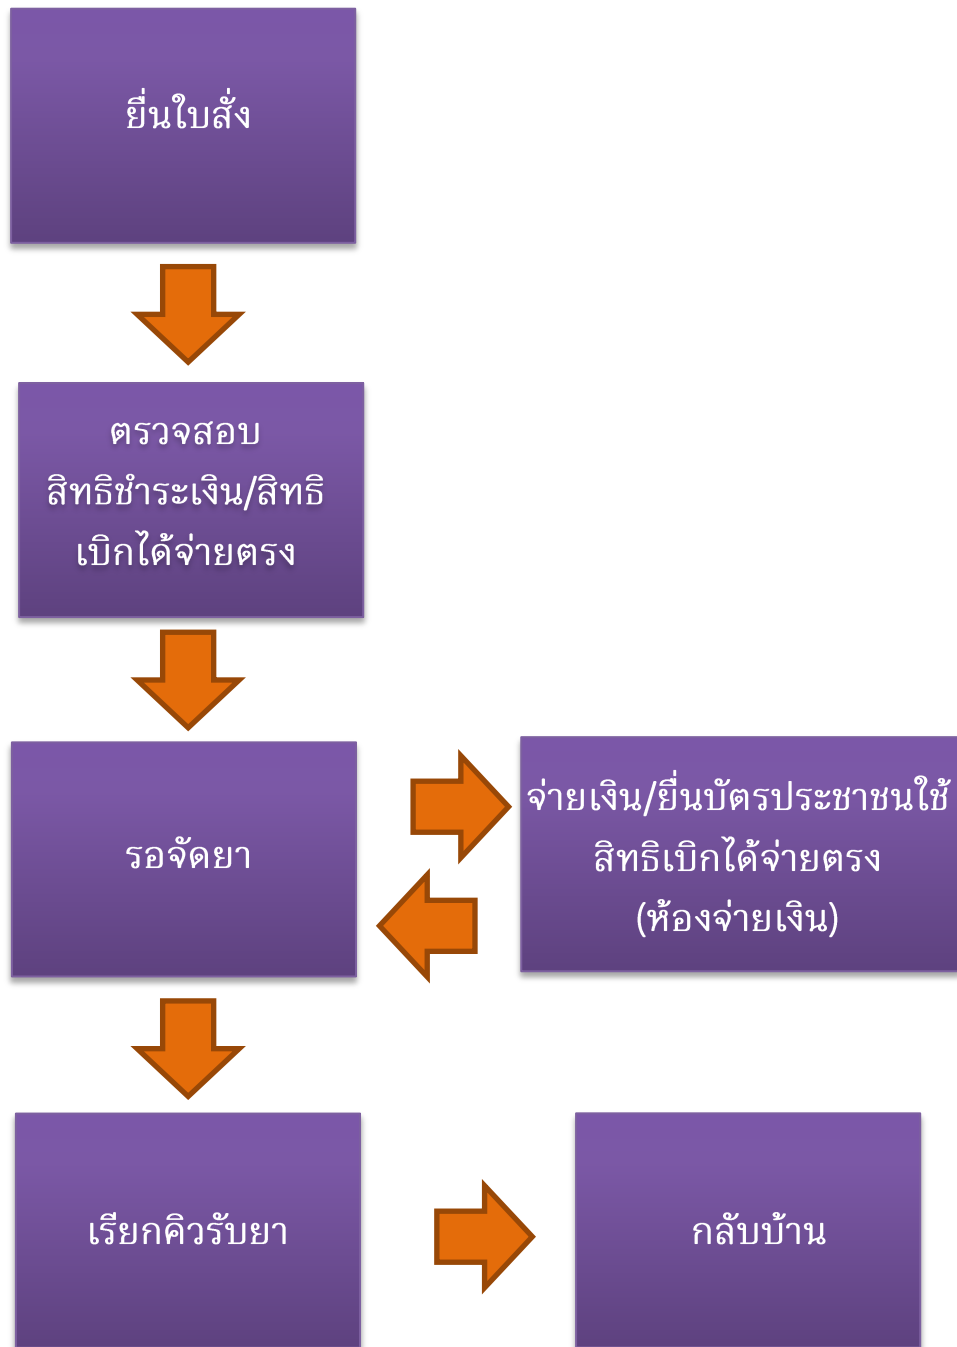 ยื่นใบสั่ง
ตรวจสอบ
สิทธิชำระเงิน/สิทธิ
เบิกได้จ่ายตรง
รอจัดยา
จ่ายเงิน/ยื่นบัตรประชาชนใช้
สิทธิเบิกได้จ่ายตรง
(ห้องจ่ายเงิน)
เรียกคิวรับยา
กลับบ้าน